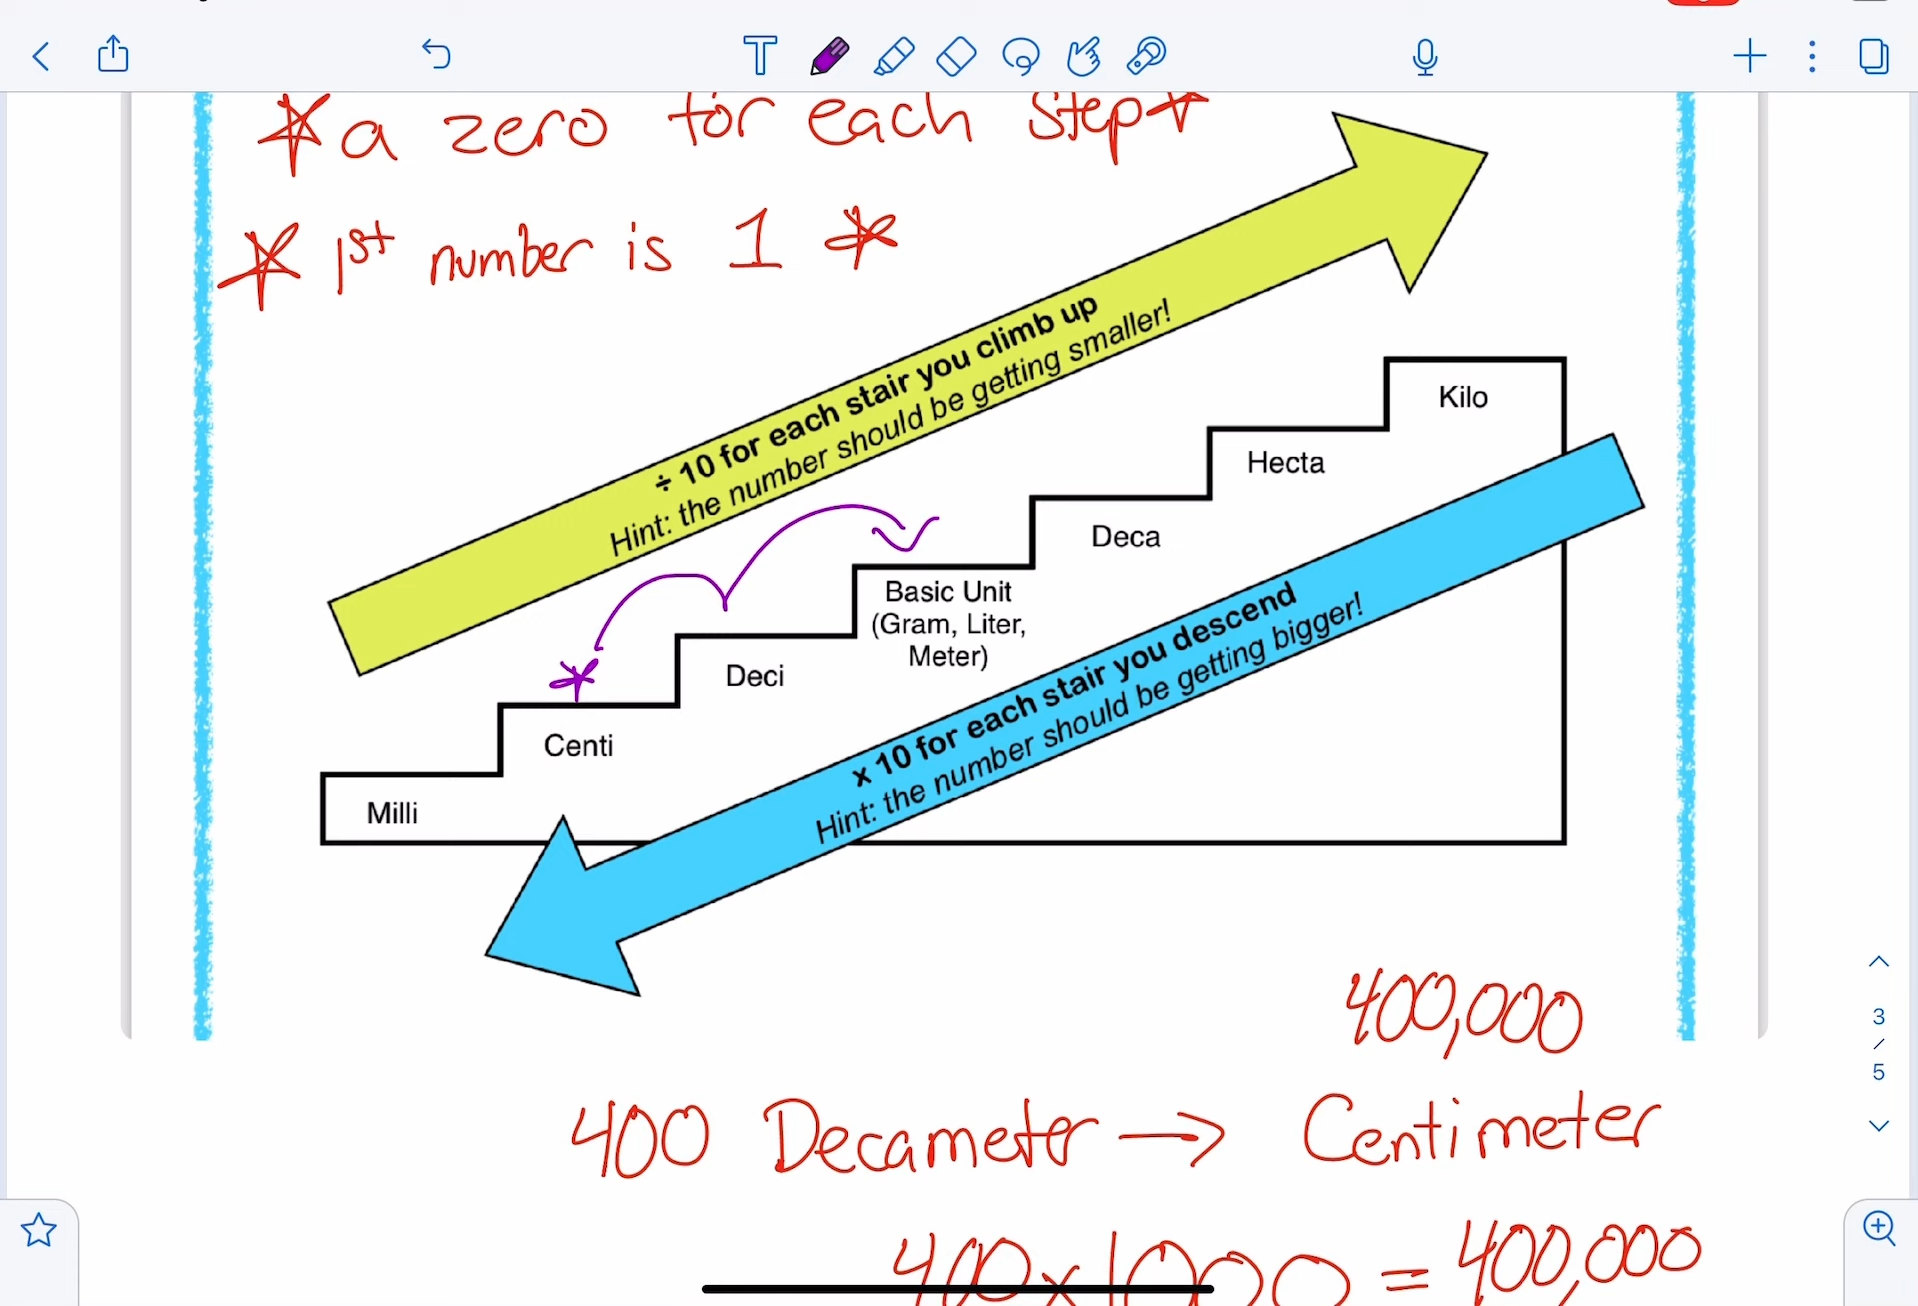 *a zero for each step*
* 1st number is 1 *
÷ 10 for each stair you climb up
Hint: the number should be getting smaller!
Kilo
Hecta
Deca
Basic Unit
(Gram, Liter,
Meter)
Deci
Centi
Milli
x 10 for each stair you descend
Hint: the number should be getting bigger!
400,000
400 Decameter → Centimeter
400x1000 = 400,000
3
/
5